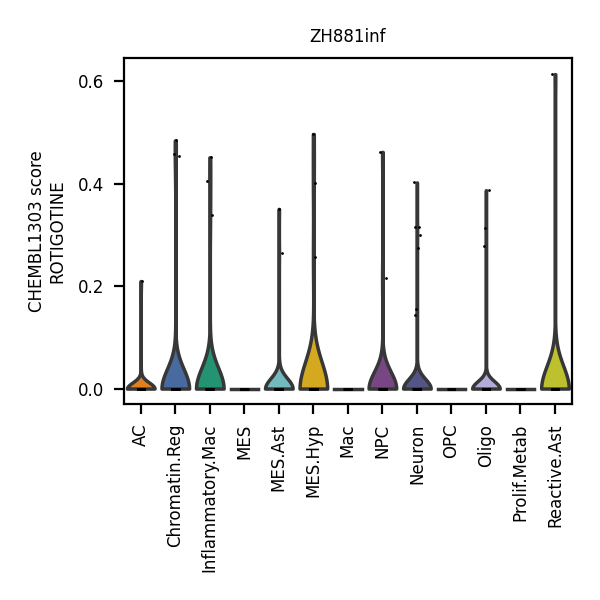 ZH881inf
CHEMBL1303 score
ROTIGOTINE
0.6
0.4
0.2
0.0
AC
Chromatin.Reg
Inflammatory.Mac
MES
MES.Ast
MES.Hyp
Mac
NPC
Neuron
OPC
Oligo
Prolif.Metab
Reactive.Ast